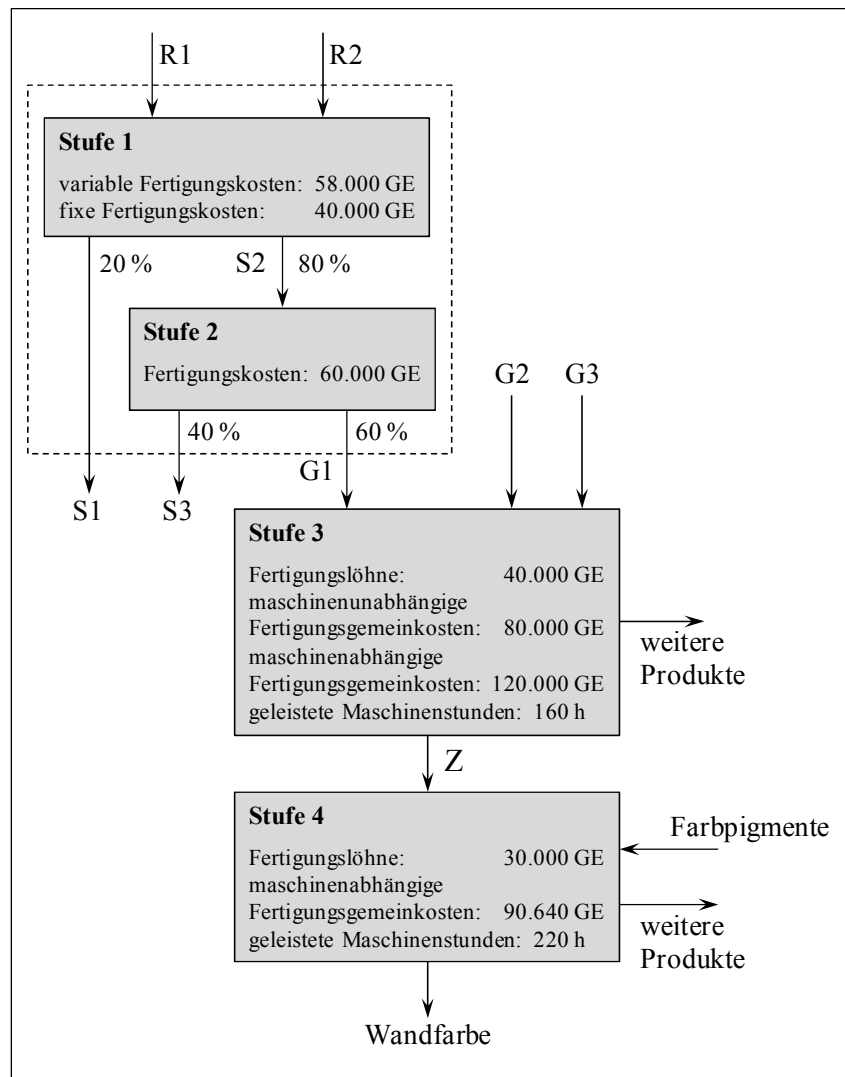 R1 R2
Stufe 1
variable Fertigungskosten: 58.000 GE
fixe Fertigungskosten: 40.000 GE
20 % S2 80 %
Stufe 2
Fertigungskosten: 60.000 GE
G2 G3
40 % 60 %
G1
S1 S3
Stufe 3
Fertigungslöhne: 40.000 GE
maschinenunabhängige
Fertigungsgemeinkosten: 80.000 GE
maschinenabhängige
Fertigungsgemeinkosten: 120.000 GE
geleistete Maschinenstunden: 160 h
weitere
Produkte
Z
Stufe 4
Fertigungslöhne: 30.000 GE
maschinenabhängige
Fertigungsgemeinkosten: 90.640 GE
geleistete Maschinenstunden: 220 h
Farbpigmente
weitere
Produkte
Wandfarbe